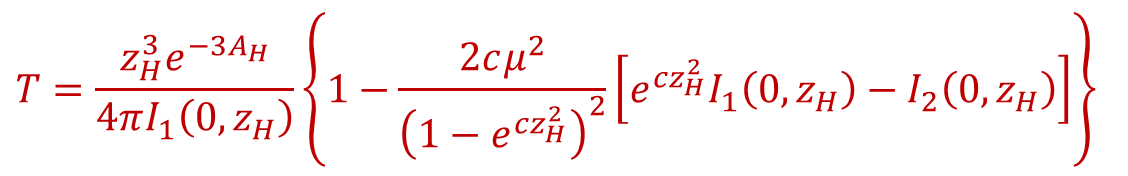 T = \frac{z_H^3 e^{-3A_H}}{4\pi I_1(0, z_H)} \left\{ 1 - \frac{2c\mu^2}{\left(1 - e^{cz_H^2}\right)^2} \left[ e^{cz_H^2} I_1(0, z_H) - I_2(0, z_H) \right] \right\}